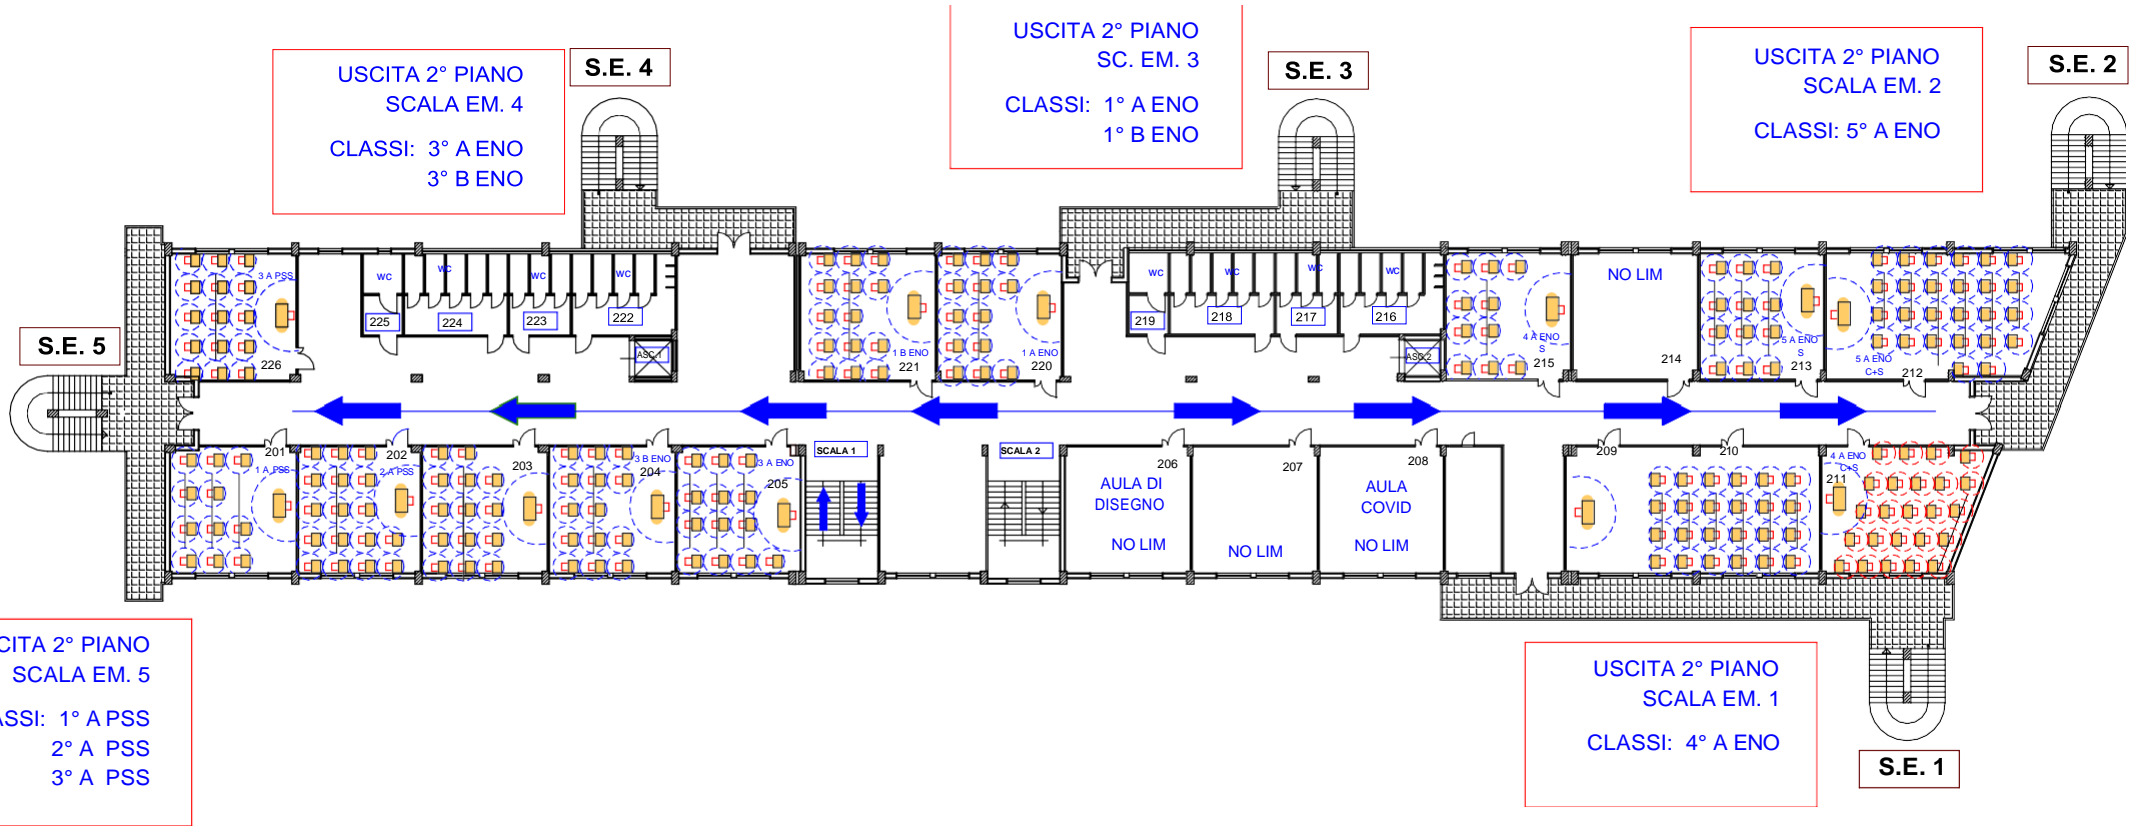 USCITA 2° PIANO
SC. EM. 3
CLASSI: 1° A ENO
1° B ENO
USCITA 2° PIANO
SCALA EM. 4
CLASSI: 3° A ENO
3° B ENO
S.E. 4
S.E. 3
USCITA 2° PIANO
SCALA EM. 2
CLASSI: 5° A ENO
S.E. 2
3 A PSS
226
WC
WC
WC
WC
225
224
223
222
ASC.1
1 B ENO
221
1 A ENO
220
WC
WC
WC
WC
219
218
217
216
ASC.2
4 A ENO
S
215
NO LIM
214
5 A ENO
S
213
5 A ENO
C+S
212
S.E. 5
201
1 A PSS
202
2 A PSS
203
3 B ENO
204
3 A ENO
205
SCALA 1
SCALA 2
206
AULA DI
DISEGNO
NO LIM
207
NO LIM
208
AULA
COVID
NO LIM
209
210
4 A ENO
C+S
211
CITA 2° PIANO
SCALA EM. 5
ASSI: 1° A PSS
2° A PSS
3° A PSS
USCITA 2° PIANO
SCALA EM. 1
CLASSI: 4° A ENO
S.E. 1